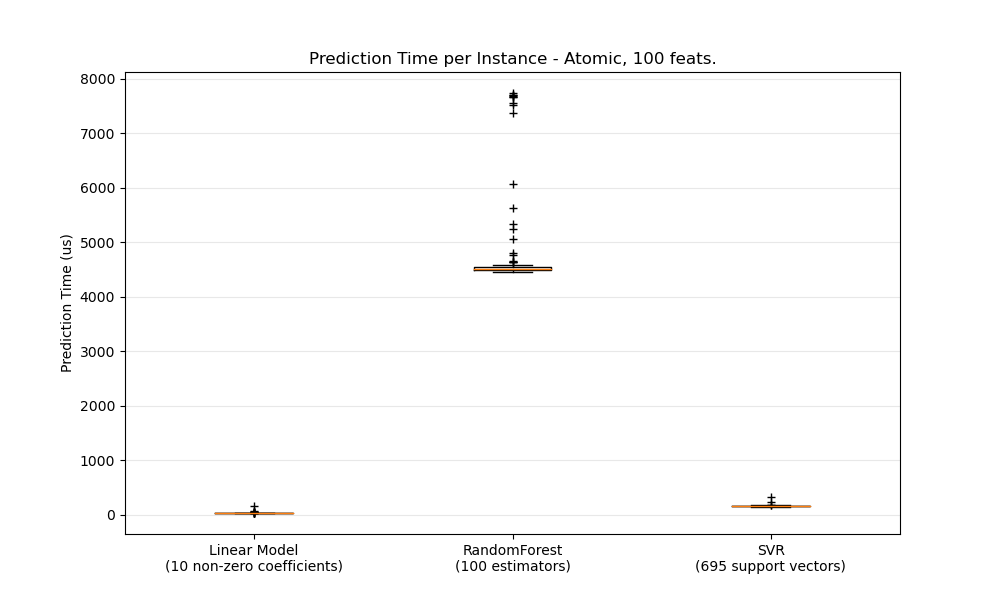 Prediction Time per Instance - Atomic, 100 feats.
Prediction Time (us)
8000
7000
6000
5000
4000
3000
2000
1000
0
Linear Model
(10 non-zero coefficients)
RandomForest
(100 estimators)
SVR
(695 support vectors)